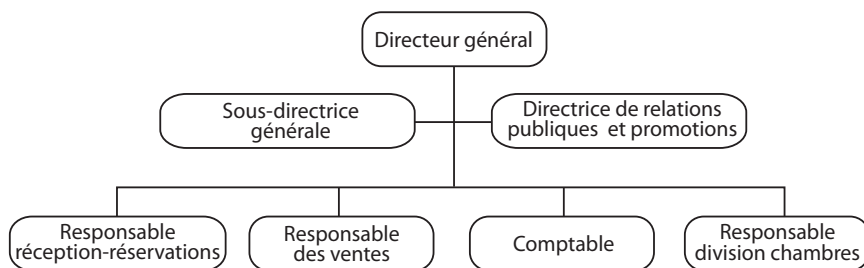 Directeur général
Sous-directrice
générale
Directrice de relations
publiques et promotions
Responsable
réception-réservations
Responsable
des ventes
Comptable
Responsable
division chambres